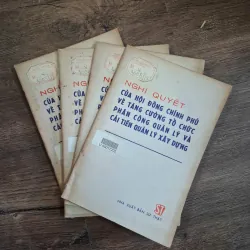 NGHỊ QUYẾT
CỦA HỘI ĐỒNG CHÍNH PHỦ
VỀ TĂNG CƯỜNG TỔ CHỨC
PHÂN CÔNG QUẢN LÝ VÀ
CẢI TIẾN QUẢN LÝ XÂY DỰNG
NHÀ XUẤT BẢN SỰ THẬT